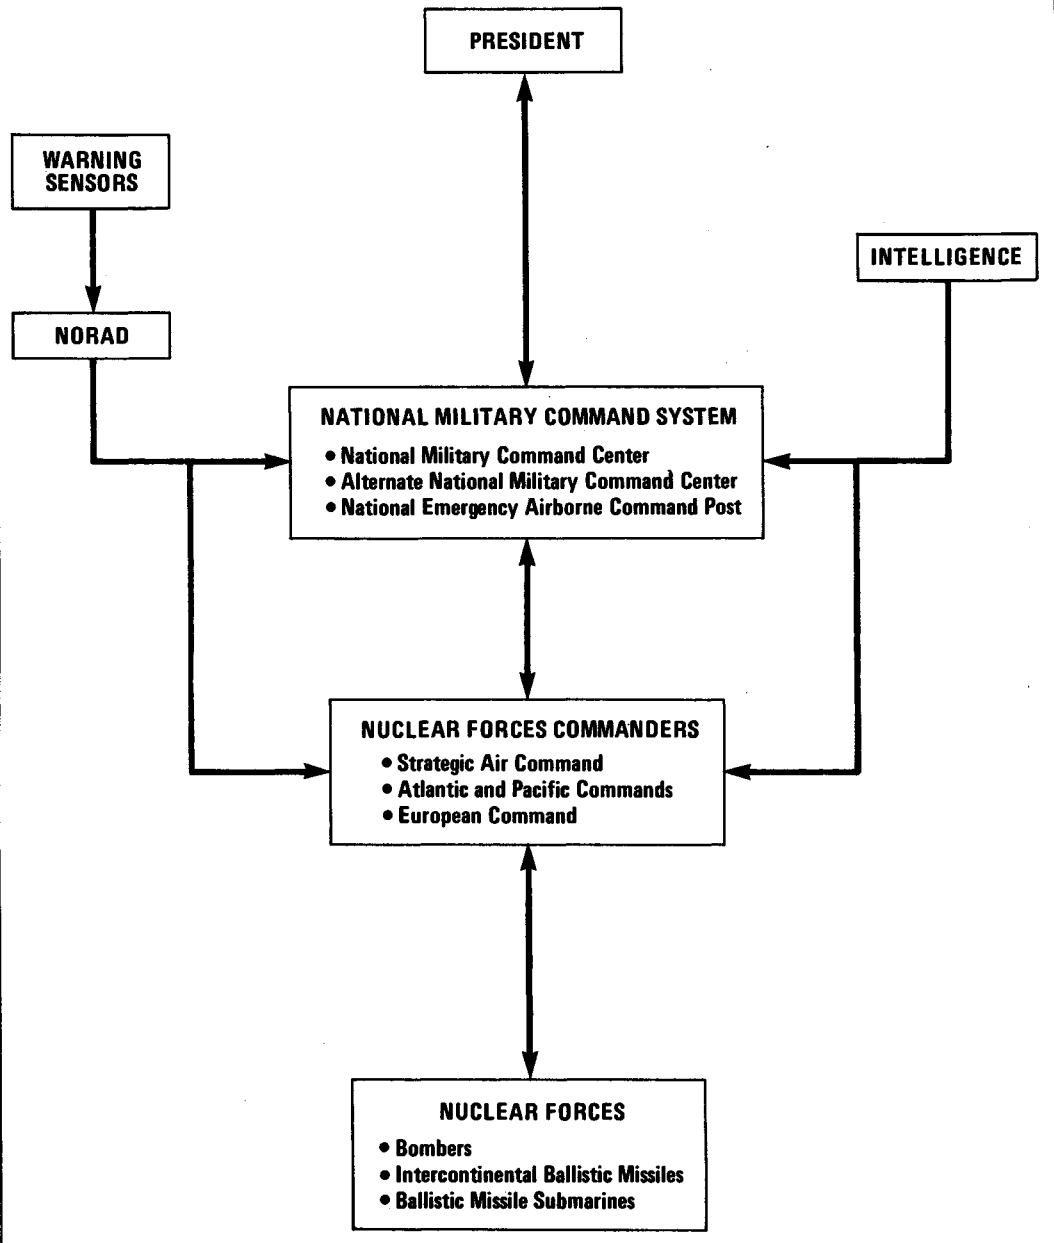 PRESIDENT
WARNING
SENSORS
INTELLIGENCE
NORAD
NATIONAL MILITARY COMMAND SYSTEM
• National Military Command Center
• Alternate National Military Command Center
• National Emergency Airborne Command Post
NUCLEAR FORCES COMMANDERS
• Strategic Air Command
• Atlantic and Pacific Commands
• European Command
NUCLEAR FORCES
• Bombers
• Intercontinental Ballistic Missiles
• Ballistic Missile Submarines